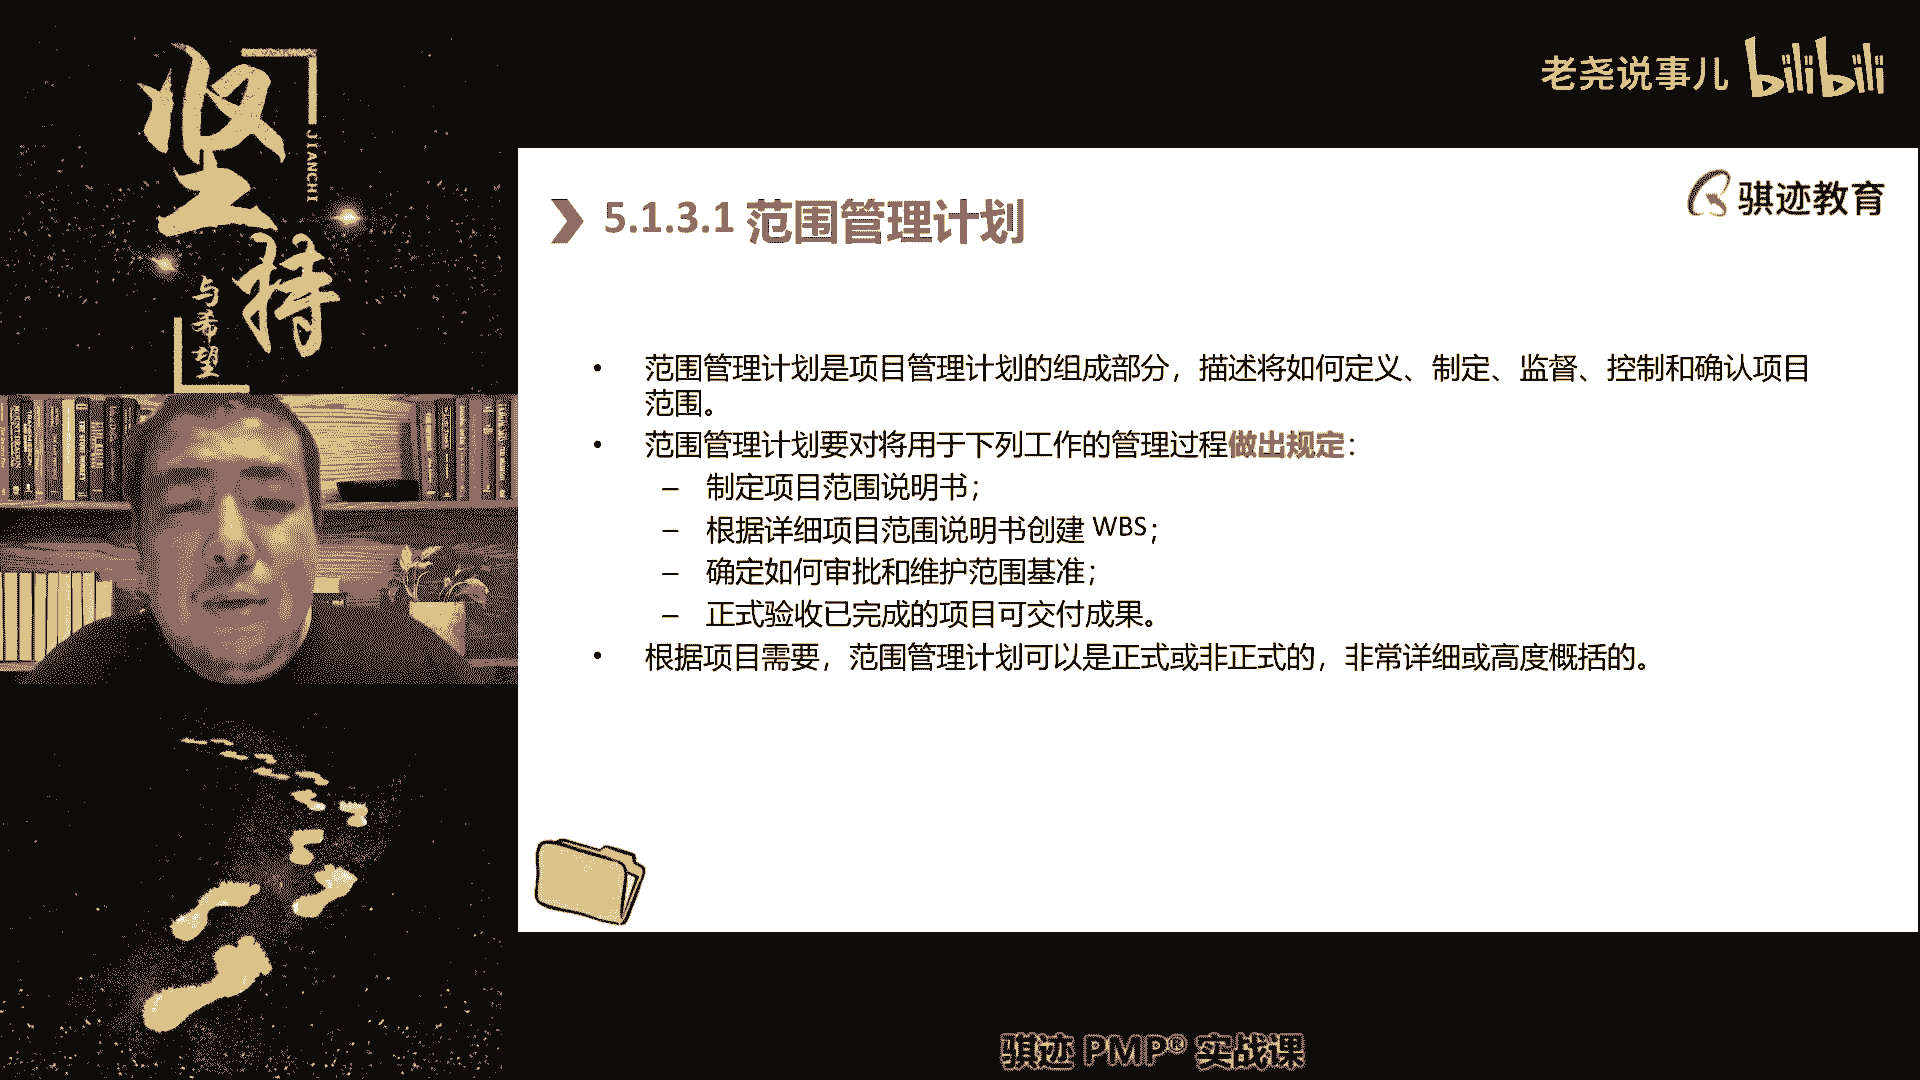 坚持
JIANCHI
与希望
老尧说事儿 bilibili
骐迹教育
5.1.3.1 范围管理计划
• 范围管理计划是项目管理计划的组成部分，描述将如何定义、制定、监督、控制和确认项目
范围。
• 范围管理计划要对将用于下列工作的管理过程做出规定：
– 制定项目范围说明书；
– 根据详细项目范围说明书创建 WBS；
– 确定如何审批和维护范围基准；
– 正式验收已完成的项目可交付成果。
• 根据项目需要，范围管理计划可以是正式或非正式的，非常详细或高度概括的。
骐迹 PMP® 实战课